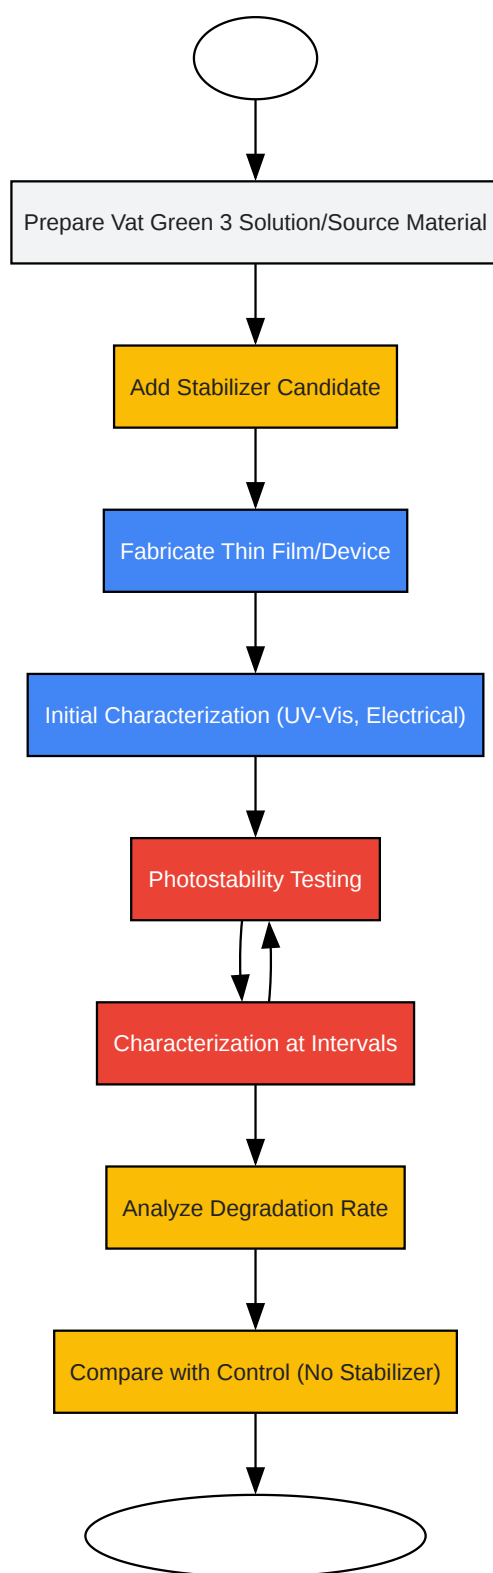 Prepare Vat Green 3 Solution/Source Material
Add Stabilizer Candidate
Fabricate Thin Film/Device
Initial Characterization (UV-Vis, Electrical)
Photostability Testing
Characterization at Intervals
Analyze Degradation Rate
Compare with Control (No Stabilizer)